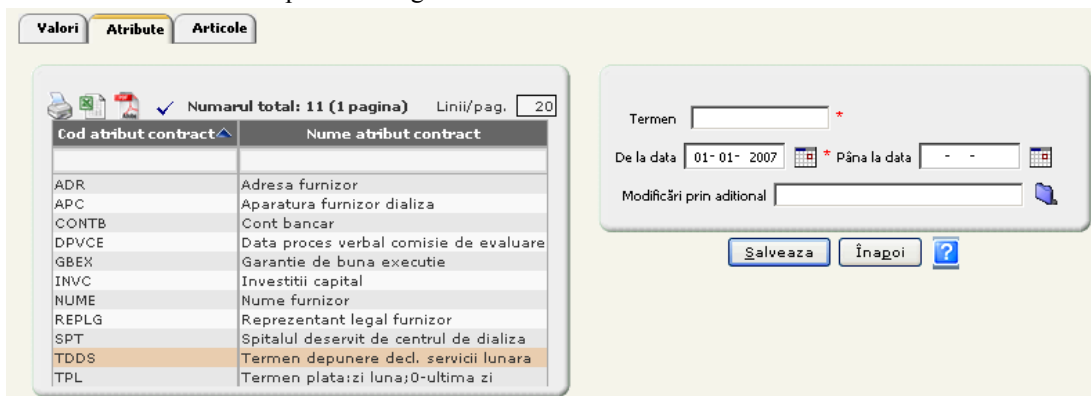 Valori Atribute Articole
Numarul total: 11 (1 pagina) Linii/pag. 20
Cod atribut contract Nume atribut contract
ADR Adresa furnizor
APC Aparatura furnizor dializa
CONTB Cont bancar
DPVCE Data proces verbal comisie de evaluare
GBEX Garantie de buna executie
INVC Investitii capital
NUME Nume furnizor
REPLG Reprezentant legal furnizor
SPT Spitalul deservit de centrul de dializa
TDDS Termen depunere decl. servicii lunara
TPL Termen plata:zi luna;0-ultima zi
Termen *
De la data 01-01- 2007 * Pâna la data - -
Modificări prin aditional
Salveaza Înapoi ?